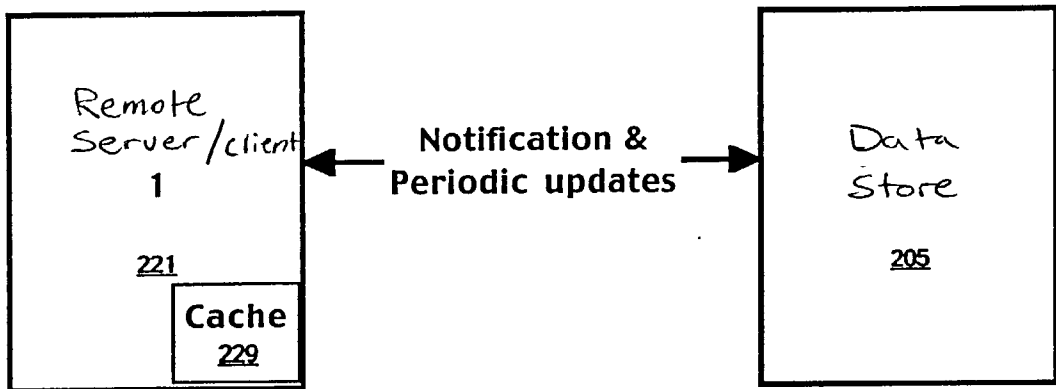 Remote
Server/client
1
221
Cache
229
Notification &
Periodic updates
Data
Store
205